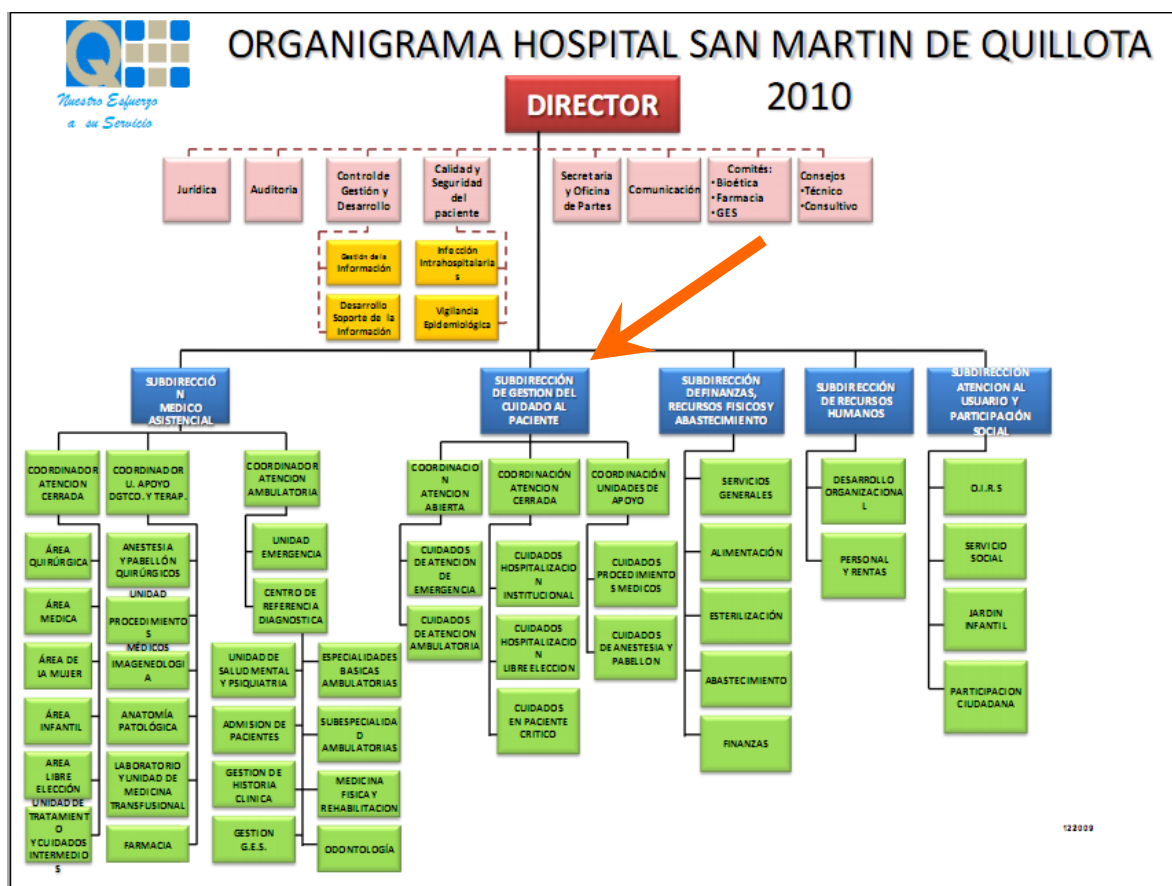 ORGANIGRAMA HOSPITAL SAN MARTIN DE QUILLOTA
2010
Q
Nuestro Esfuerzo
a su Servicio
DIRECTOR
Jurídica
Auditoria
Control de
Gestión y
Desarrollo
Calidad y
Seguridad
del
paciente
Secretaria
y Oficina
de Partes
Comunicación
Comités:
•Bioética
•Farmacia
•GES
Consejos
•Técnico
•Consultivo
Gestión de la
Información
Desarrollo
Soporte de la
Información
Infección
Intrahospitalaria
s
Vigilancia
Epidemiológica
SUBDIRECCIÓ
N
MEDICO
ASISTENCIAL
SUBDIRECCIÓN
DE GESTION DEL
CUIDADO AL
PACIENTE
SUBDIRECCIÓN
DE FINANZAS,
RECURSOS FISICOS Y
ABASTECIMIENTO
SUBDIRECCIÓN
DE RECURSOS
HUMANOS
SUBDIRECCIÓN
ATENCION AL
USUARIO Y
PARTICIPACIÓN
SOCIAL
COORDINADOR
ATENCION
CERRADA
ÁREA
QUIRÚRGICA
ÁREA
MEDICA
ÁREA DE
LA MUJER
ÁREA
INFANTIL
AREA
LIBRE
ELECCIÓN
UNIDAD DE
TRATAMIENT
O
Y CUIDADOS
INTERMEDIO
S
COORDINADOR
U. APOYO
DGTCO. Y TERAP.
ANESTESIA
Y PABELLÓN
QUIRÚRGICOS
UNIDAD
PROCEDIMIENTO
S
MÉDICOS
IMAGENEOLOGI
A
ANATOMÍA
PATOLÓGICA
LABORATORIO
Y UNIDAD DE
MEDICINA
TRANSFUSIONAL
FARMACIA
COORDINADOR
ATENCION
AMBULATORIA
UNIDAD
EMERGENCIA
CENTRO DE
REFERENCIA
DIAGNOSTICA
UNIDAD DE
SALUD MENTAL
Y PSIQUIATRIA
ADMISION DE
PACIENTES
GESTION DE
HISTORIA
CLINICA
GESTION
G.E.S.
ESPECIALIDADES
BASICAS
AMBULATORIAS
SUBESPECIALIDA
D
AMBULATORIAS
MEDICINA
FISICA Y
REHABILITACION
ODONTOLOGÍA
COORDINACIO
N
ATENCION
ABIERTA
CUIDADOS
DE ATENCION DE
EMERGENCIA
CUIDADOS
DE ATENCION
AMBULATORIA
COORDINACIÓN
ATENCION
CERRADA
CUIDADOS
HOSPITALIZACIO
N
INSTITUCIONAL
CUIDADOS
HOSPITALIZACIO
N
LIBRE ELECCION
CUIDADOS
EN PACIENTE
CRITICO
COORDINACIÓN
UNIDADES DE
APOYO
CUIDADOS
PROCEDIMIENTO
S MEDICOS
CUIDADOS
DE ANESTESIA Y
PABELLON
SERVICIOS
GENERALES
ALIMENTACIÓN
ESTERILIZACIÓN
ABASTECIMIENTO
FINANZAS
DESARROLLO
ORGANIZACIONA
L
PERSONAL
Y RENTAS
O.I.R.S
SERVICIO
SOCIAL
JARDIN
INFANTIL
PARTICIPACION
CIUDADANA
122009